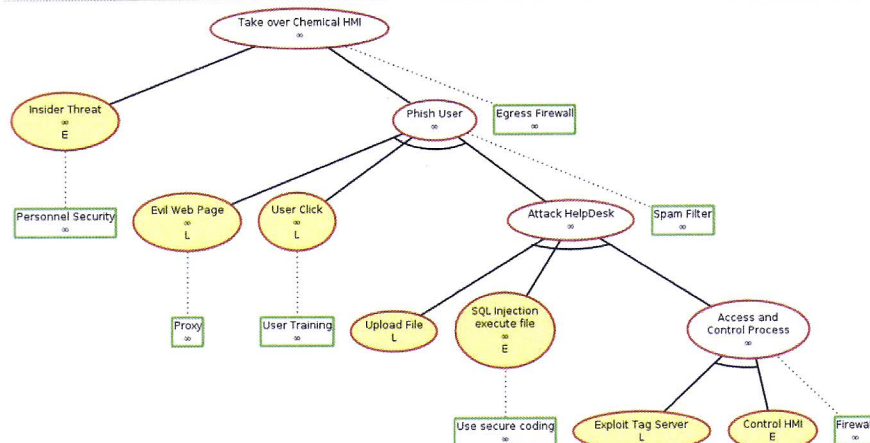 Take over Chemical HMI
∞
Insider Threat
∞
E
Phish User
∞
Egress Firewall
∞
Personnel Security
∞
Evil Web Page
∞
L
User Click
∞
L
Attack HelpDesk
∞
Spam Filter
∞
Proxy
∞
User Training
∞
Upload File
L
SQL Injection
execute file
∞
E
Access and
Control Process
∞
Use secure coding
∞
Exploit Tag Server
L
Control HMI
E
Firewal
∞